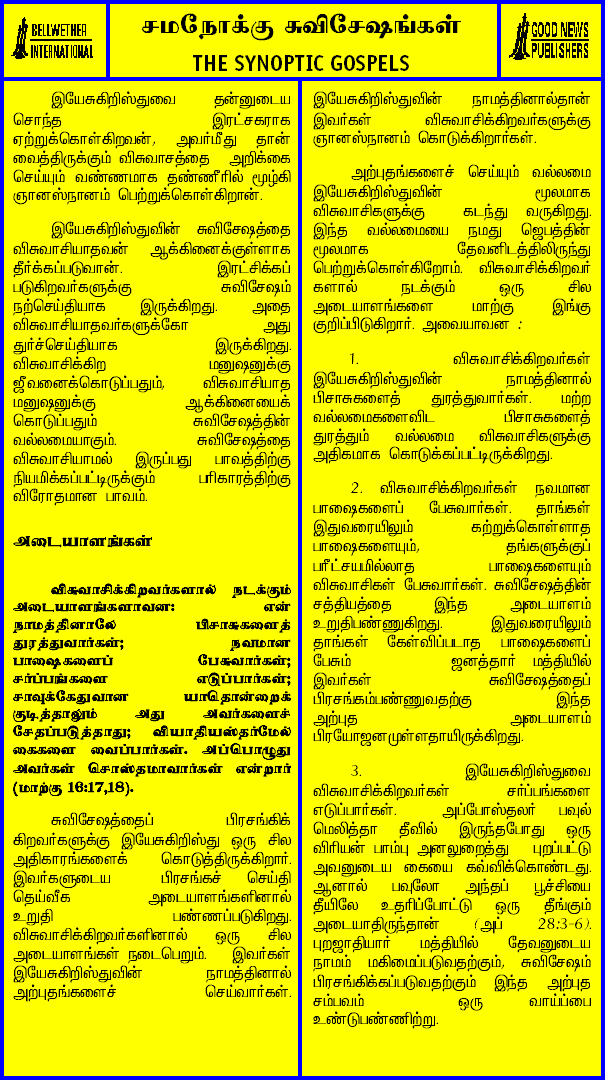 BELLWETHER
INTERNATIONAL
சமநோக்கு சுவிசேஷங்கள்
THE SYNOPTIC GOSPELS
GOOD NEWS
PUBLISHERS
இயேசுகிறிஸ்துவை தன்னுடைய
சொந்த இரட்சகராக
ஏற்றுக்கொள்கிறவன், அவர்மீது தான்
வைத்திருக்கும் விசுவாசத்தை அறிக்கை
செய்யும் வண்ணமாக தண்ணீரில் மூழ்கி
ஞானஸ்நானம் பெற்றுக்கொள்கிறான்.
இயேசுகிறிஸ்துவின் சுவிசேஷத்தை
விசுவாசியாதவன் ஆக்கினைக்குள்ளாக
தீர்க்கப்படுவான். இரட்சிக்கப்
படுகிறவர்களுக்கு சுவிசேஷம்
நற்செய்தியாக இருக்கிறது. அதை
விசுவாசியாதவர்களுக்கோ அது
துர்ச்செய்தியாக இருக்கிறது.
விசுவாசிக்கிற மனுஷனுக்கு
ஜீவனைக்கொடுப்பதும், விசுவாசியாத
மனுஷனுக்கு ஆக்கினையைக்
கொடுப்பதும் சுவிசேஷத்தின்
வல்லமையாகும். சுவிசேஷத்தை
விசுவாசியாமல் இருப்பது பாவத்திற்கு
நியமிக்கப்பட்டிருக்கும் பரிகாரத்திற்கு
விரோதமான பாவம்.
அடையாளங்கள்
விசுவாசிக்கிறவர்களால் நடக்கும்
அடையாளங்களாவன: என்
நாமத்தினாலே பிசாசுகளைத்
துரத்துவார்கள்; நவமான
பாஷைகளைப் பேசுவார்கள்;
சர்ப்பங்களை எடுப்பார்கள்;
சாவுக்கேதுவான யாதொன்றைக்
குடித்தாலும் அது அவர்களைச்
சேதப்படுத்தாது; வியாதியஸ்தர்மேல்
கைகளை வைப்பார்கள். அப்பொழுது
அவர்கள் சொஸ்தமாவார்கள் என்றார்
(மாற்கு 16:17,18).
சுவிசேஷத்தைப் பிரசங்கிக்
கிறவர்களுக்கு இயேசுகிறிஸ்து ஒரு சில
அதிகாரங்களைக் கொடுத்திருக்கிறார்.
இவர்களுடைய பிரசங்கச் செய்தி
தெய்வீக அடையாளங்களினால்
உறுதி பண்ணப்படுகிறது.
விசுவாசிக்கிறவர்களினால் ஒரு சில
அடையாளங்கள் நடைபெறும். இவர்கள்
இயேசுகிறிஸ்துவின் நாமத்தினால்
அற்புதங்களைச் செய்வார்கள்.
இயேசுகிறிஸ்துவின் நாமத்தினால்தான்
இவர்கள் விசுவாசிக்கிறவர்களுக்கு
ஞானஸ்நானம் கொடுக்கிறார்கள்.
அற்புதங்களைச் செய்யும் வல்லமை
இயேசுகிறிஸ்துவின் மூலமாக
விசுவாசிகளுக்கு கடந்து வருகிறது.
இந்த வல்லமையை நமது ஜெபத்தின்
மூலமாக தேவனிடத்திலிருந்து
பெற்றுக்கொள்கிறோம். விசுவாசிக்கிறவர்
களால் நடக்கும் ஒரு சில
அடையாளங்களை மாற்கு இங்கு
குறிப்பிடுகிறார். அவையாவன :
1. விசுவாசிக்கிறவர்கள்
இயேசுகிறிஸ்துவின் நாமத்தினால்
பிசாசுகளைத் துரத்துவார்கள். மற்ற
வல்லமைகளைவிட பிசாசுகளைத்
துரத்தும் வல்லமை விசுவாசிகளுக்கு
அதிகமாக கொடுக்கப்பட்டிருக்கிறது.
2. விசுவாசிக்கிறவர்கள் நவமான
பாஷைகளைப் பேசுவார்கள். தாங்கள்
இதுவரையிலும் கற்றுக்கொள்ளாத
பாஷைகளையும், தங்களுக்குப்
பரீட்சயமில்லாத பாஷைகளையும்
விசுவாசிகள் பேசுவார்கள். சுவிசேஷத்தின்
சத்தியத்தை இந்த அடையாளம்
உறுதிபண்ணுகிறது. இதுவரையிலும்
தாங்கள் கேள்விப்படாத பாஷைகளைப்
பேசும் ஜனத்தார் மத்தியில்
இவர்கள் சுவிசேஷத்தைப்
பிரசங்கம்பண்ணுவதற்கு இந்த
அற்புத அடையாளம்
பிரயோஜனமுள்ளதாயிருக்கிறது.
3. இயேசுகிறிஸ்துவை
விசுவாசிக்கிறவர்கள் சர்ப்பங்களை
எடுப்பார்கள். அப்போஸ்தலர் பவுல்
மெலித்தா தீவில் இருந்தபோது ஒரு
விரியன் பாம்பு அனலுறைத்து புறப்பட்டு
அவனுடைய கையை கவ்விக்கொண்டது.
ஆனால் பவுலோ அந்தப் பூச்சியை
தீயிலே உதறிப்போட்டு ஒரு தீங்கும்
அடையாதிருந்தான் (அப் 28:3-6).
புறஜாதியார் மத்தியில் தேவனுடைய
நாமம் மகிமைப்படுவதற்கும், சுவிசேஷம்
பிரசங்கிக்கப்படுவதற்கும் இந்த அற்புத
சம்பவம் ஒரு வாய்ப்பை
உண்டுபண்ணிற்று.